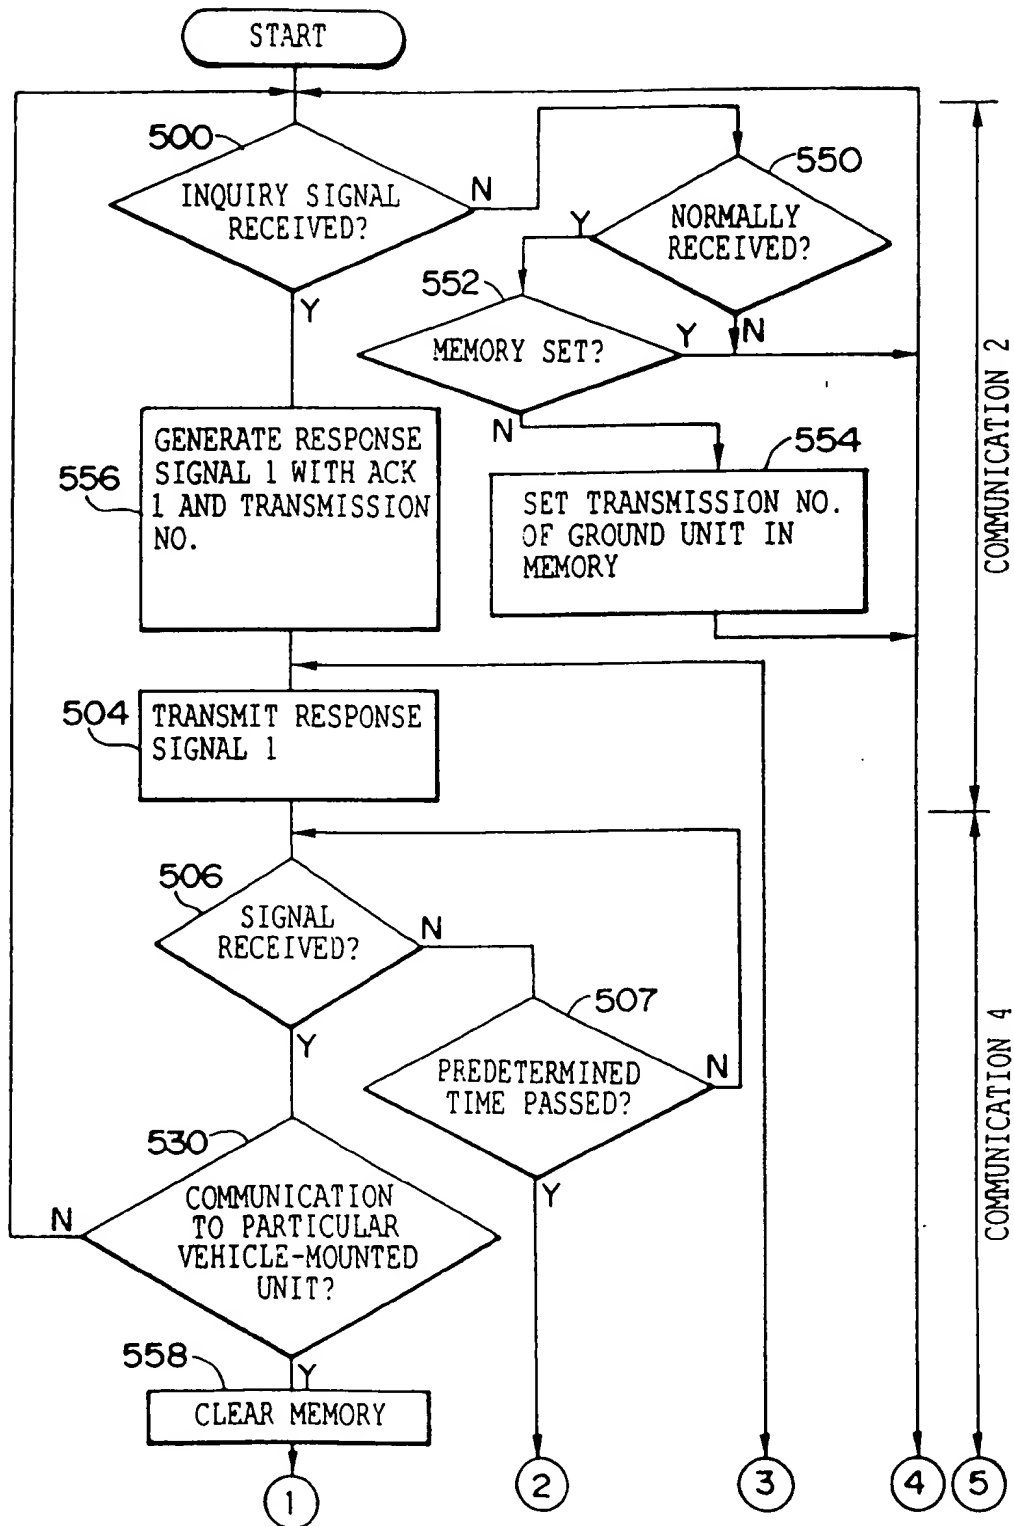 START
500
INQUIRY SIGNAL
RECEIVED?
N
Y
550
NORMALLY
RECEIVED?
Y
N
552
MEMORY SET?
Y
N
554
SET TRANSMISSION NO.
OF GROUND UNIT IN
MEMORY
556
GENERATE RESPONSE
SIGNAL 1 WITH ACK
1 AND TRANSMISSION
NO.
504
TRANSMIT RESPONSE
SIGNAL 1
COMMUNICATION 2
506
SIGNAL
RECEIVED?
N
Y
507
PREDETERMINED
TIME PASSED?
N
Y
530
COMMUNICATION
TO PARTICULAR
VEHICLE-MOUNTED
UNIT?
N
Y
558
CLEAR MEMORY
COMMUNICATION 4
1
2
3
4
5